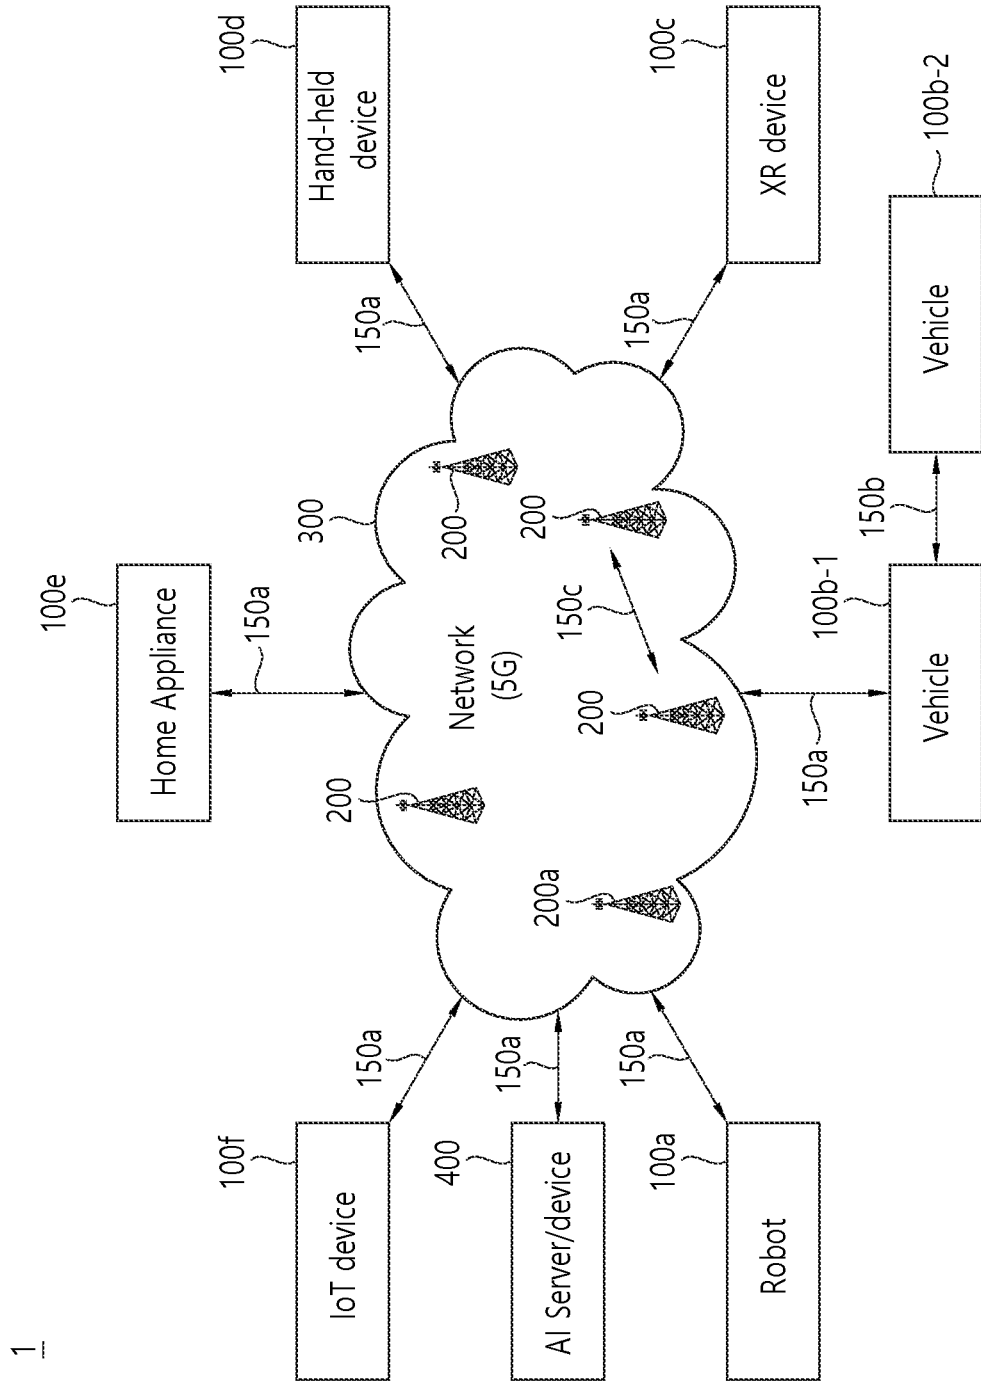 1
100e
Home Appliance
150a
100f
IoT device
150a
300
Network
(5G)
200
200
150a
100d
Hand-held
device
400
AI Server/device
150a
200a
200
150c
200
100a
Robot
150a
150a
100c
XR device
150a
100b-1
Vehicle
150b
100b-2
Vehicle